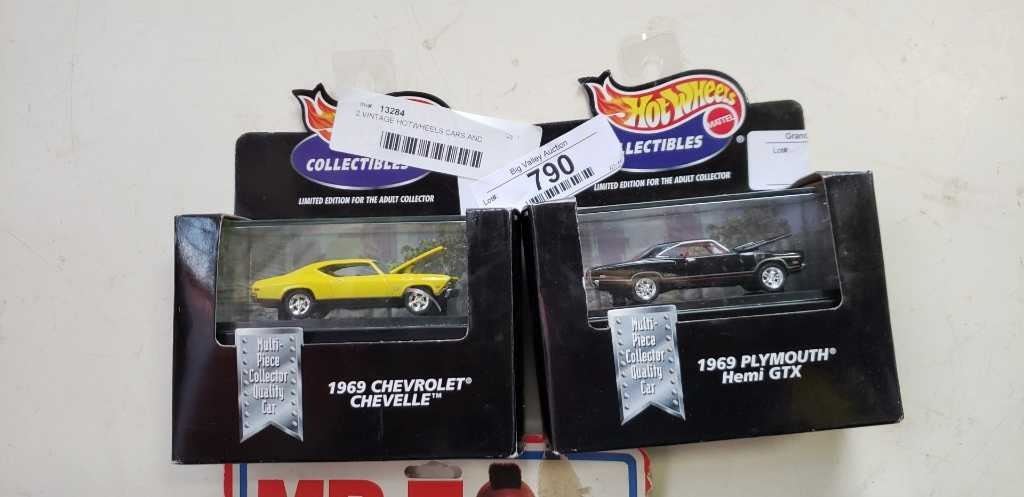 Item#: 13284
2 VINTAGE HOTWHEELS CARS AND
Big Valley Auction
Lot#: 790
COLLECTIBLES
LIMITED EDITION FOR THE ADULT COLLECTOR
Multi-
Piece
Collector
Quality
Car
1969 CHEVROLET®
CHEVELLE™
HOT WHEELS
MATTEL
®
LLECTIBLES
LIMITED EDITION FOR THE ADULT COLLECTOR
Grand
Lot#:
Multi-
Piece
Collector
Quality
Car
1969 PLYMOUTH®
Hemi GTX